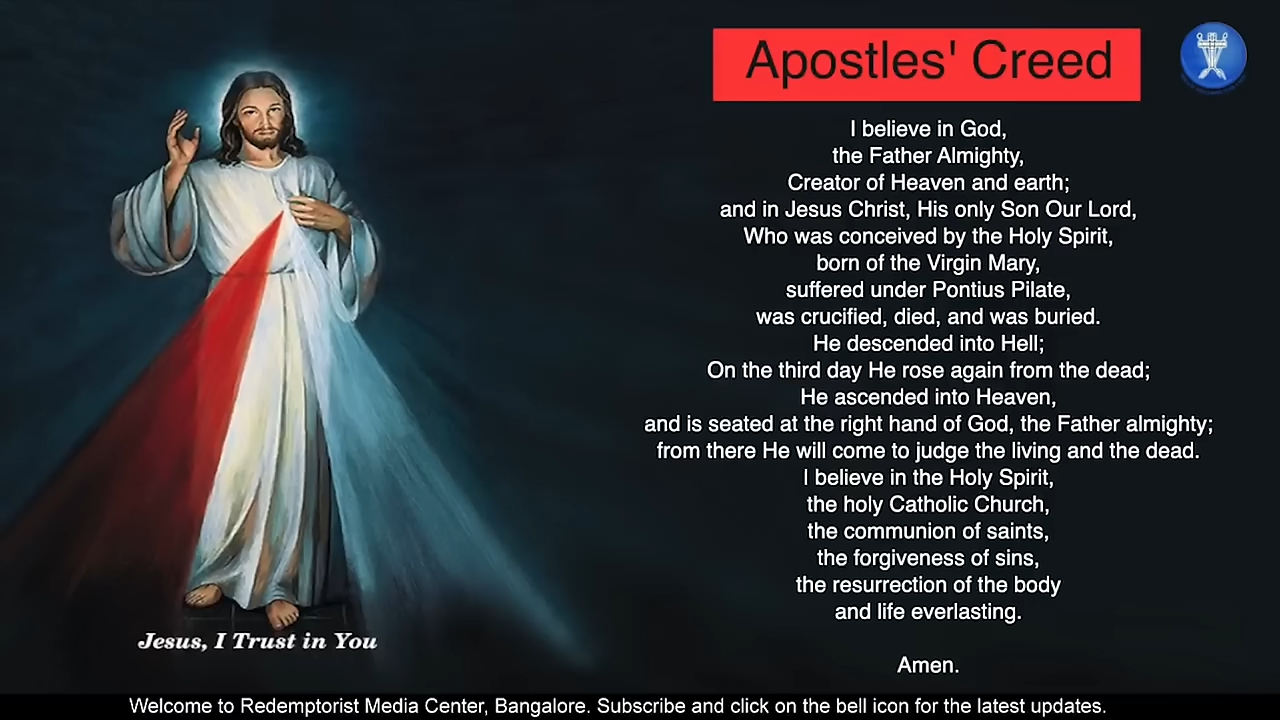 Apostles' Creed
I believe in God,
the Father Almighty,
Creator of Heaven and earth;
and in Jesus Christ, His only Son Our Lord,
Who was conceived by the Holy Spirit,
born of the Virgin Mary,
suffered under Pontius Pilate,
was crucified, died, and was buried.
He descended into Hell;
On the third day He rose again from the dead;
He ascended into Heaven,
and is seated at the right hand of God, the Father almighty;
from there He will come to judge the living and the dead.
I believe in the Holy Spirit,
the holy Catholic Church,
the communion of saints,
the forgiveness of sins,
the resurrection of the body
and life everlasting.
Amen.
Jesus, I Trust in You
Welcome to Redemptorist Media Center, Bangalore. Subscribe and click on the bell icon for the latest updates.